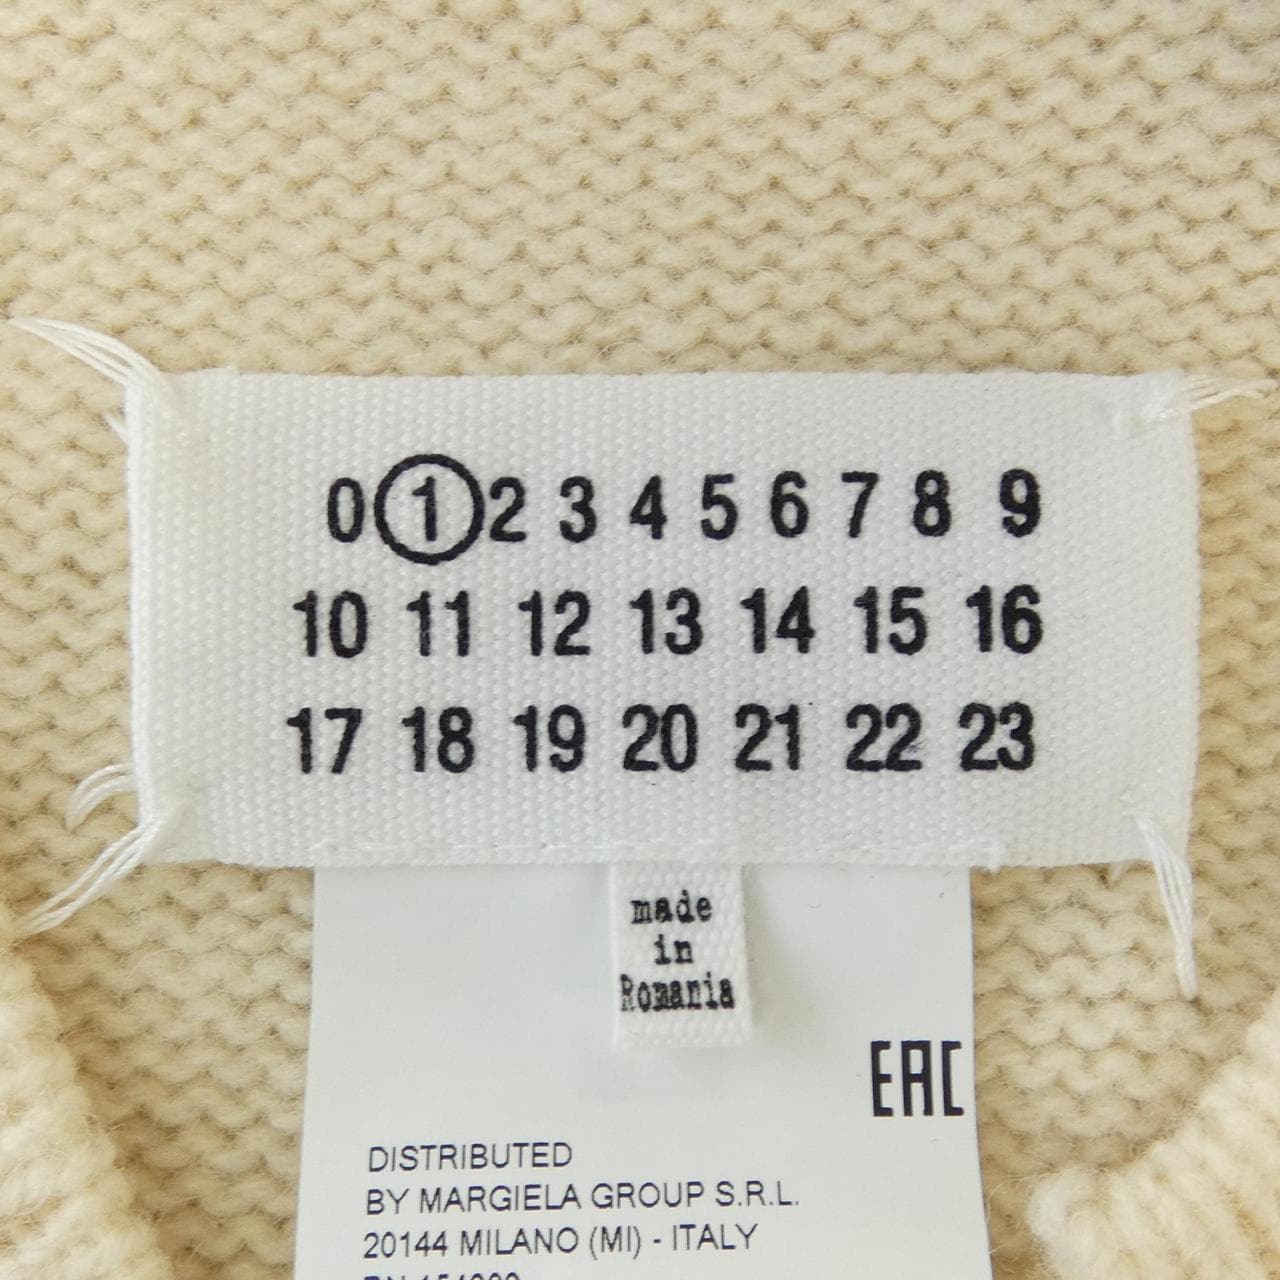 0 1 2 3 4 5 6 7 8 9
10 11 12 13 14 15 16
17 18 19 20 21 22 23
made
in
Romania
EAC
DISTRIBUTED
BY MARGIELA GROUP S.R.L.
20144 MILANO (MI) - ITALY